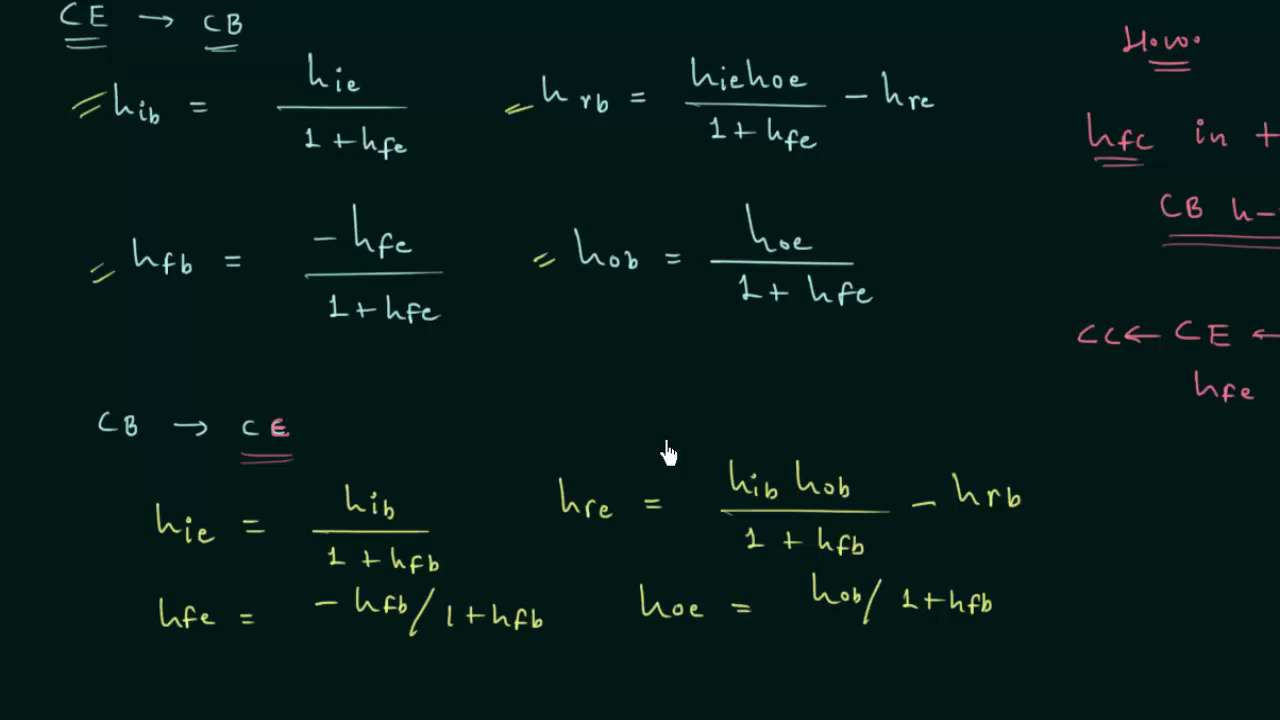 CE → CB
hib = hie / 1 + hfe
hrb = hiehoe / 1 + hfe - hre
hfb = -hfe / 1 + hfe
hob = hoe / 1 + hfe
CB → CE
hie = hib / 1 + hfb
hre = hib hob / 1 + hfb - hrb
hfe = -hfb / 1 + hfb
hoe = hob / 1 + hfb
H.W.
hfc in +
CB h-
CC ← CE ←
hfe